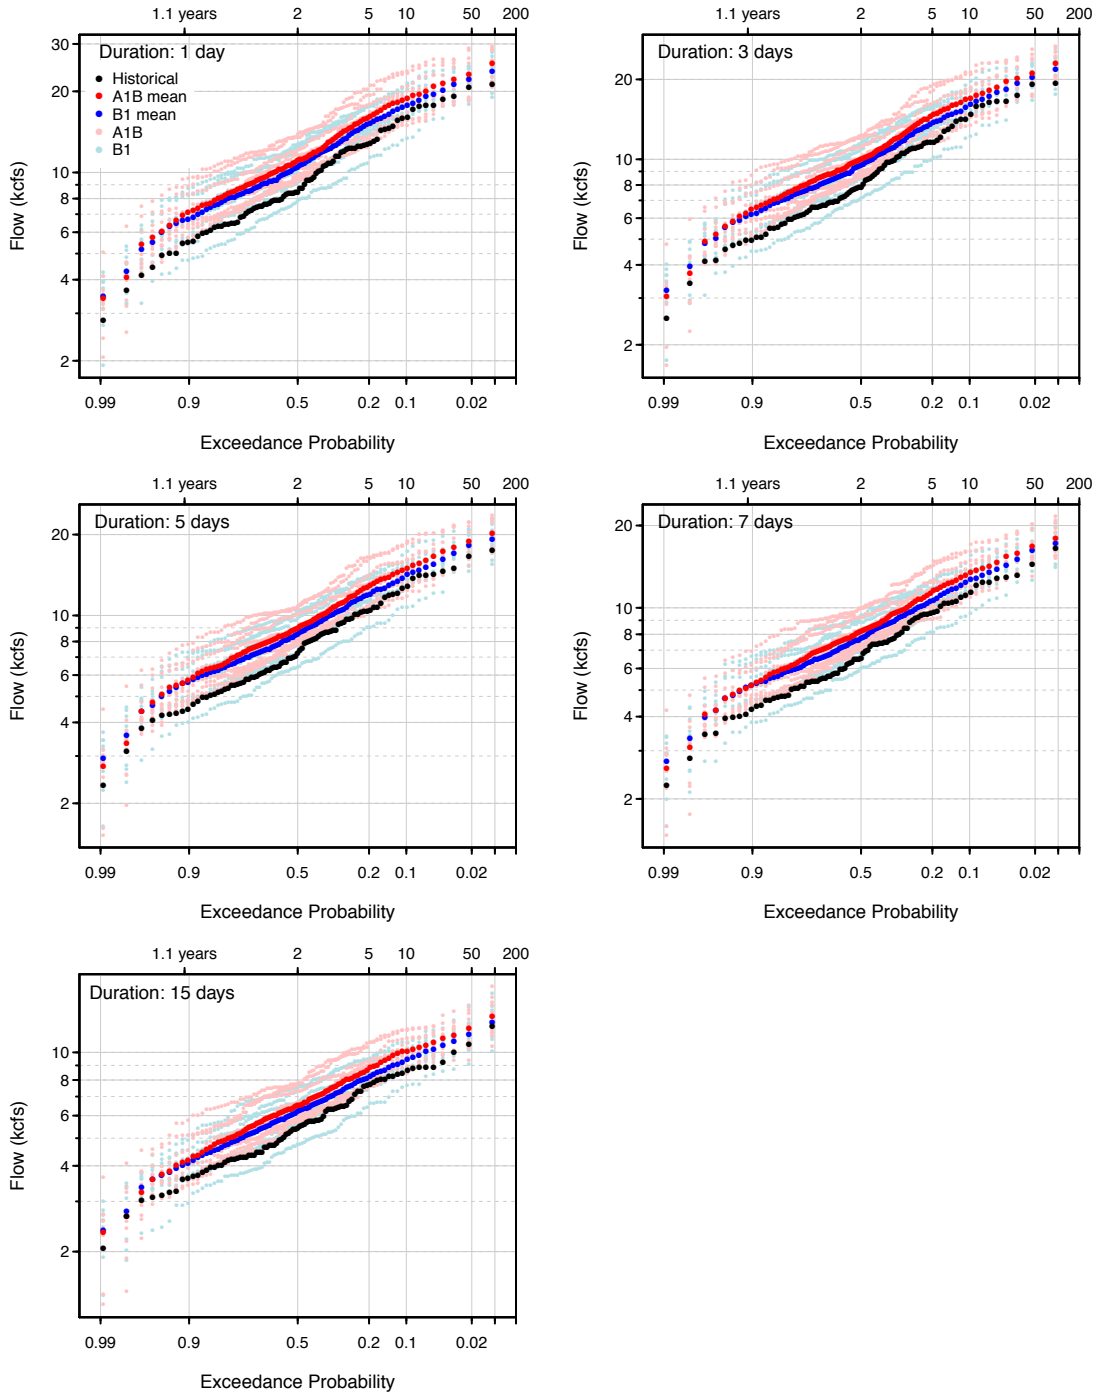 1.1 years 2 5 10 50 200
Duration: 1 day
Historical
A1B mean
B1 mean
A1B
B1
30
20
10
8
6
4
2
Flow (kcfs)
0.99 0.9 0.5 0.2 0.1 0.02
Exceedance Probability
1.1 years 2 5 10 50 200
Duration: 3 days
20
10
8
6
4
2
Flow (kcfs)
0.99 0.9 0.5 0.2 0.1 0.02
Exceedance Probability
1.1 years 2 5 10 50 200
Duration: 5 days
20
10
8
6
4
2
Flow (kcfs)
0.99 0.9 0.5 0.2 0.1 0.02
Exceedance Probability
1.1 years 2 5 10 50 200
Duration: 7 days
20
10
8
6
4
2
Flow (kcfs)
0.99 0.9 0.5 0.2 0.1 0.02
Exceedance Probability
1.1 years 2 5 10 50 200
Duration: 15 days
10
8
6
4
2
Flow (kcfs)
0.99 0.9 0.5 0.2 0.1 0.02
Exceedance Probability